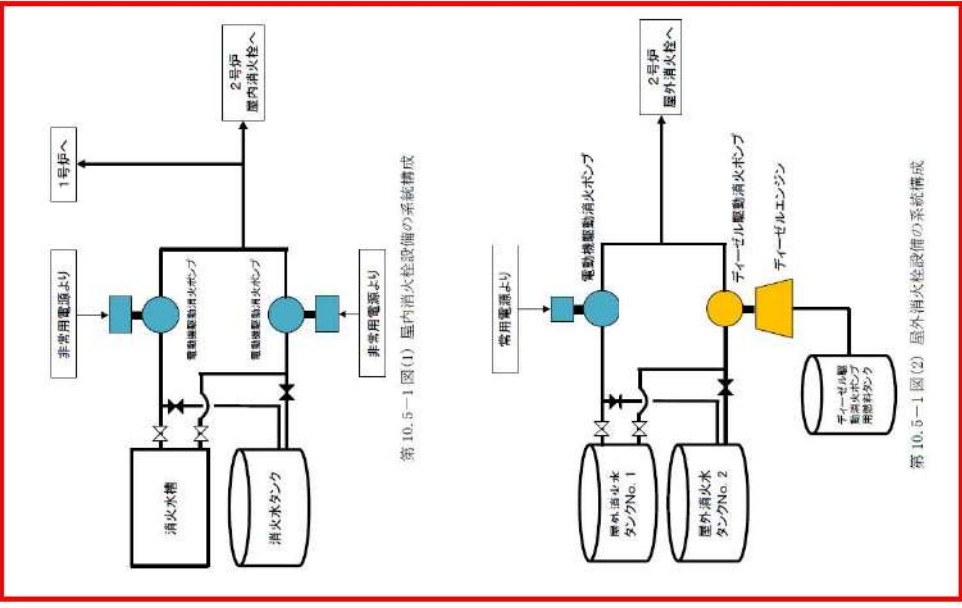 1号炉へ
2号炉
屋内消火栓へ
非常用電源より
電動機駆動消火ポンプ
電動機駆動消火ポンプ
非常用電源より
消火水槽
消火水タンク
第10.5-1図(1) 屋内消火栓設備の系統構成
2号炉
屋外消火栓へ
常用電源より
電動機駆動消火ポンプ
ディーゼル駆動消火ポンプ
ディーゼルエンジン
屋外消火水
タンクNo.1
屋外消火水
タンクNo.2
ディーゼル駆
動消火ポンプ
用燃料タンク
第10.5-1図(2) 屋外消火栓設備の系統構成